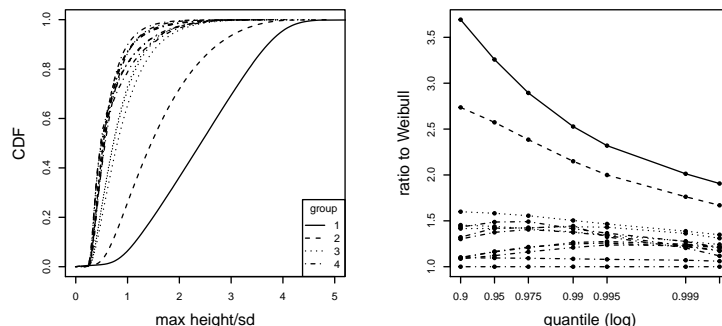 CDF
1.0
0.8
0.6
0.4
0.2
0.0
0 1 2 3 4 5
max height/sd
group
1
2
3
4
ratio to Weibull
3.5
3.0
2.5
2.0
1.5
1.0
0.9 0.95 0.975 0.99 0.995 0.999
quantile (log)